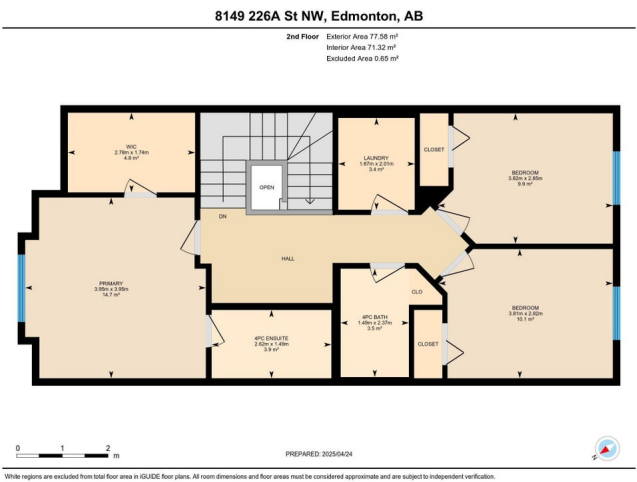 8149 226A St NW, Edmonton, AB
2nd Floor Exterior Area 77.58 m²
Interior Area 71.32 m²
Excluded Area 0.65 m²
WIC
2.78m x 1.74m
4.8 m²
LAUNDRY
1.67m x 2.01m
3.4 m²
CLOSET
BEDROOM
3.62m x 2.85m
9.9 m²
OPEN
DN
HALL
PRIMARY
3.95m x 3.95m
14.7 m²
CLO
BEDROOM
3.61m x 2.82m
10.1 m²
4PC BATH
1.49m x 2.37m
3.5 m²
4PC ENSUITE
2.62m x 1.49m
3.9 m²
CLOSET
0 1 2
m
PREPARED: 2025/04/24
N
White regions are excluded from total floor area in iGUIDE floor plans. All room dimensions and floor areas must be considered approximate and are subject to independent verification.